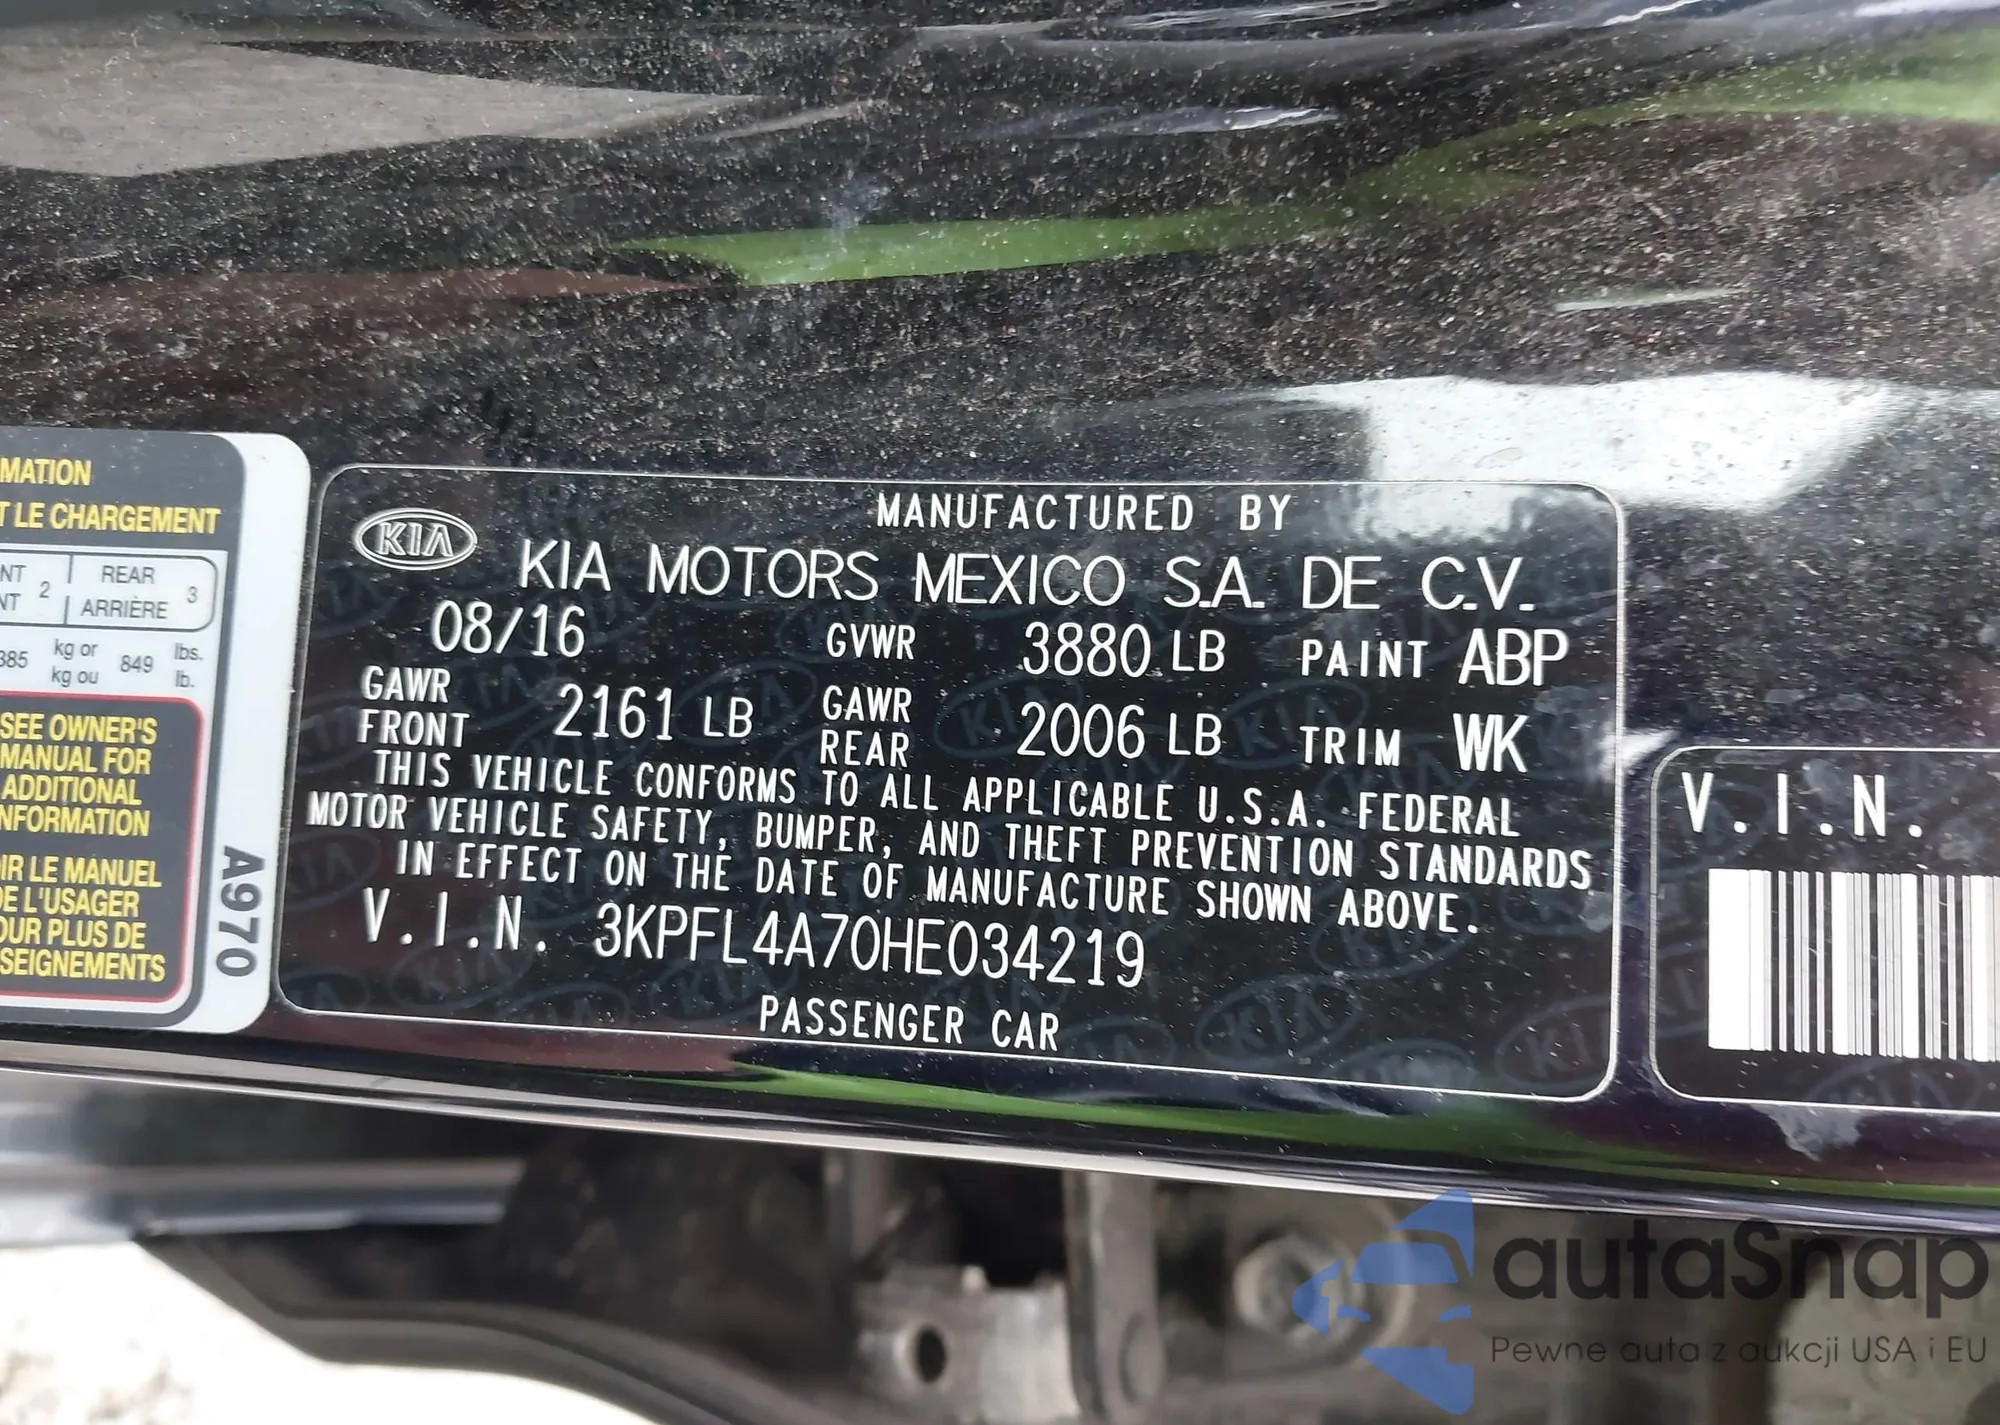 MATION
T LE CHARGEMENT
NT 2 REAR 3
NT ARRIÈRE
385 kg or 849 lbs.
kg ou lb.
SEE OWNER'S
MANUAL FOR
ADDITIONAL
NFORMATION
OIR LE MANUEL
DE L'USAGER
OUR PLUS DE
SEIGNEMENTS
A970
MANUFACTURED BY
KIA KIA MOTORS MEXICO S.A. DE C.V.
08/16 GVWR 3880 LB PAINT ABP
GAWR FRONT 2161 LB GAWR REAR 2006 LB TRIM WK
THIS VEHICLE CONFORMS TO ALL APPLICABLE U.S.A. FEDERAL
MOTOR VEHICLE SAFETY, BUMPER, AND THEFT PREVENTION STANDARDS
IN EFFECT ON THE DATE OF MANUFACTURE SHOWN ABOVE.
V.I.N. 3KPFL4A70HE034219
PASSENGER CAR
V.I.N.
autaSnap
Pewne auta z aukcji USA i EU